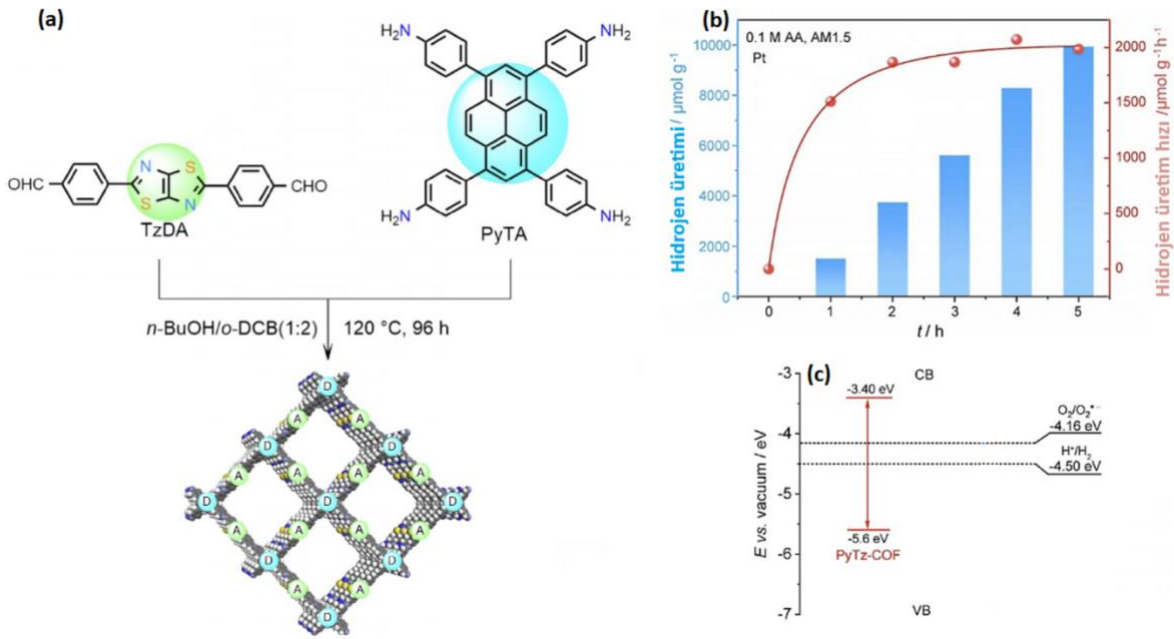 (a)
H₂N
NH₂
OHC
N
S
S
N
CHO
TzDA
H₂N
NH₂
PyTA
n-BuOH/o-DCB(1:2)
120 °C, 96 h
D
A
A
D
D
A
A
A
A
D
D
D
A
A
A
A
D
D
A
A
D
(b)
0.1 M AA, AM1.5
Pt
Hidrojen üretimi / μmol g⁻¹
10000
8000
6000
4000
2000
0
Hidrojen üretim hızı /μmol g⁻¹h⁻¹
2000
1500
1000
500
0
0 1 2 3 4 5
t / h
(c)
CB
E vs. vacuum / eV
-3
-4
-5
-6
-7
-3.40 eV
O₂/O₂•⁻
-4.16 eV
H⁺/H₂
-4.50 eV
-5.6 eV
PyTz-COF
VB